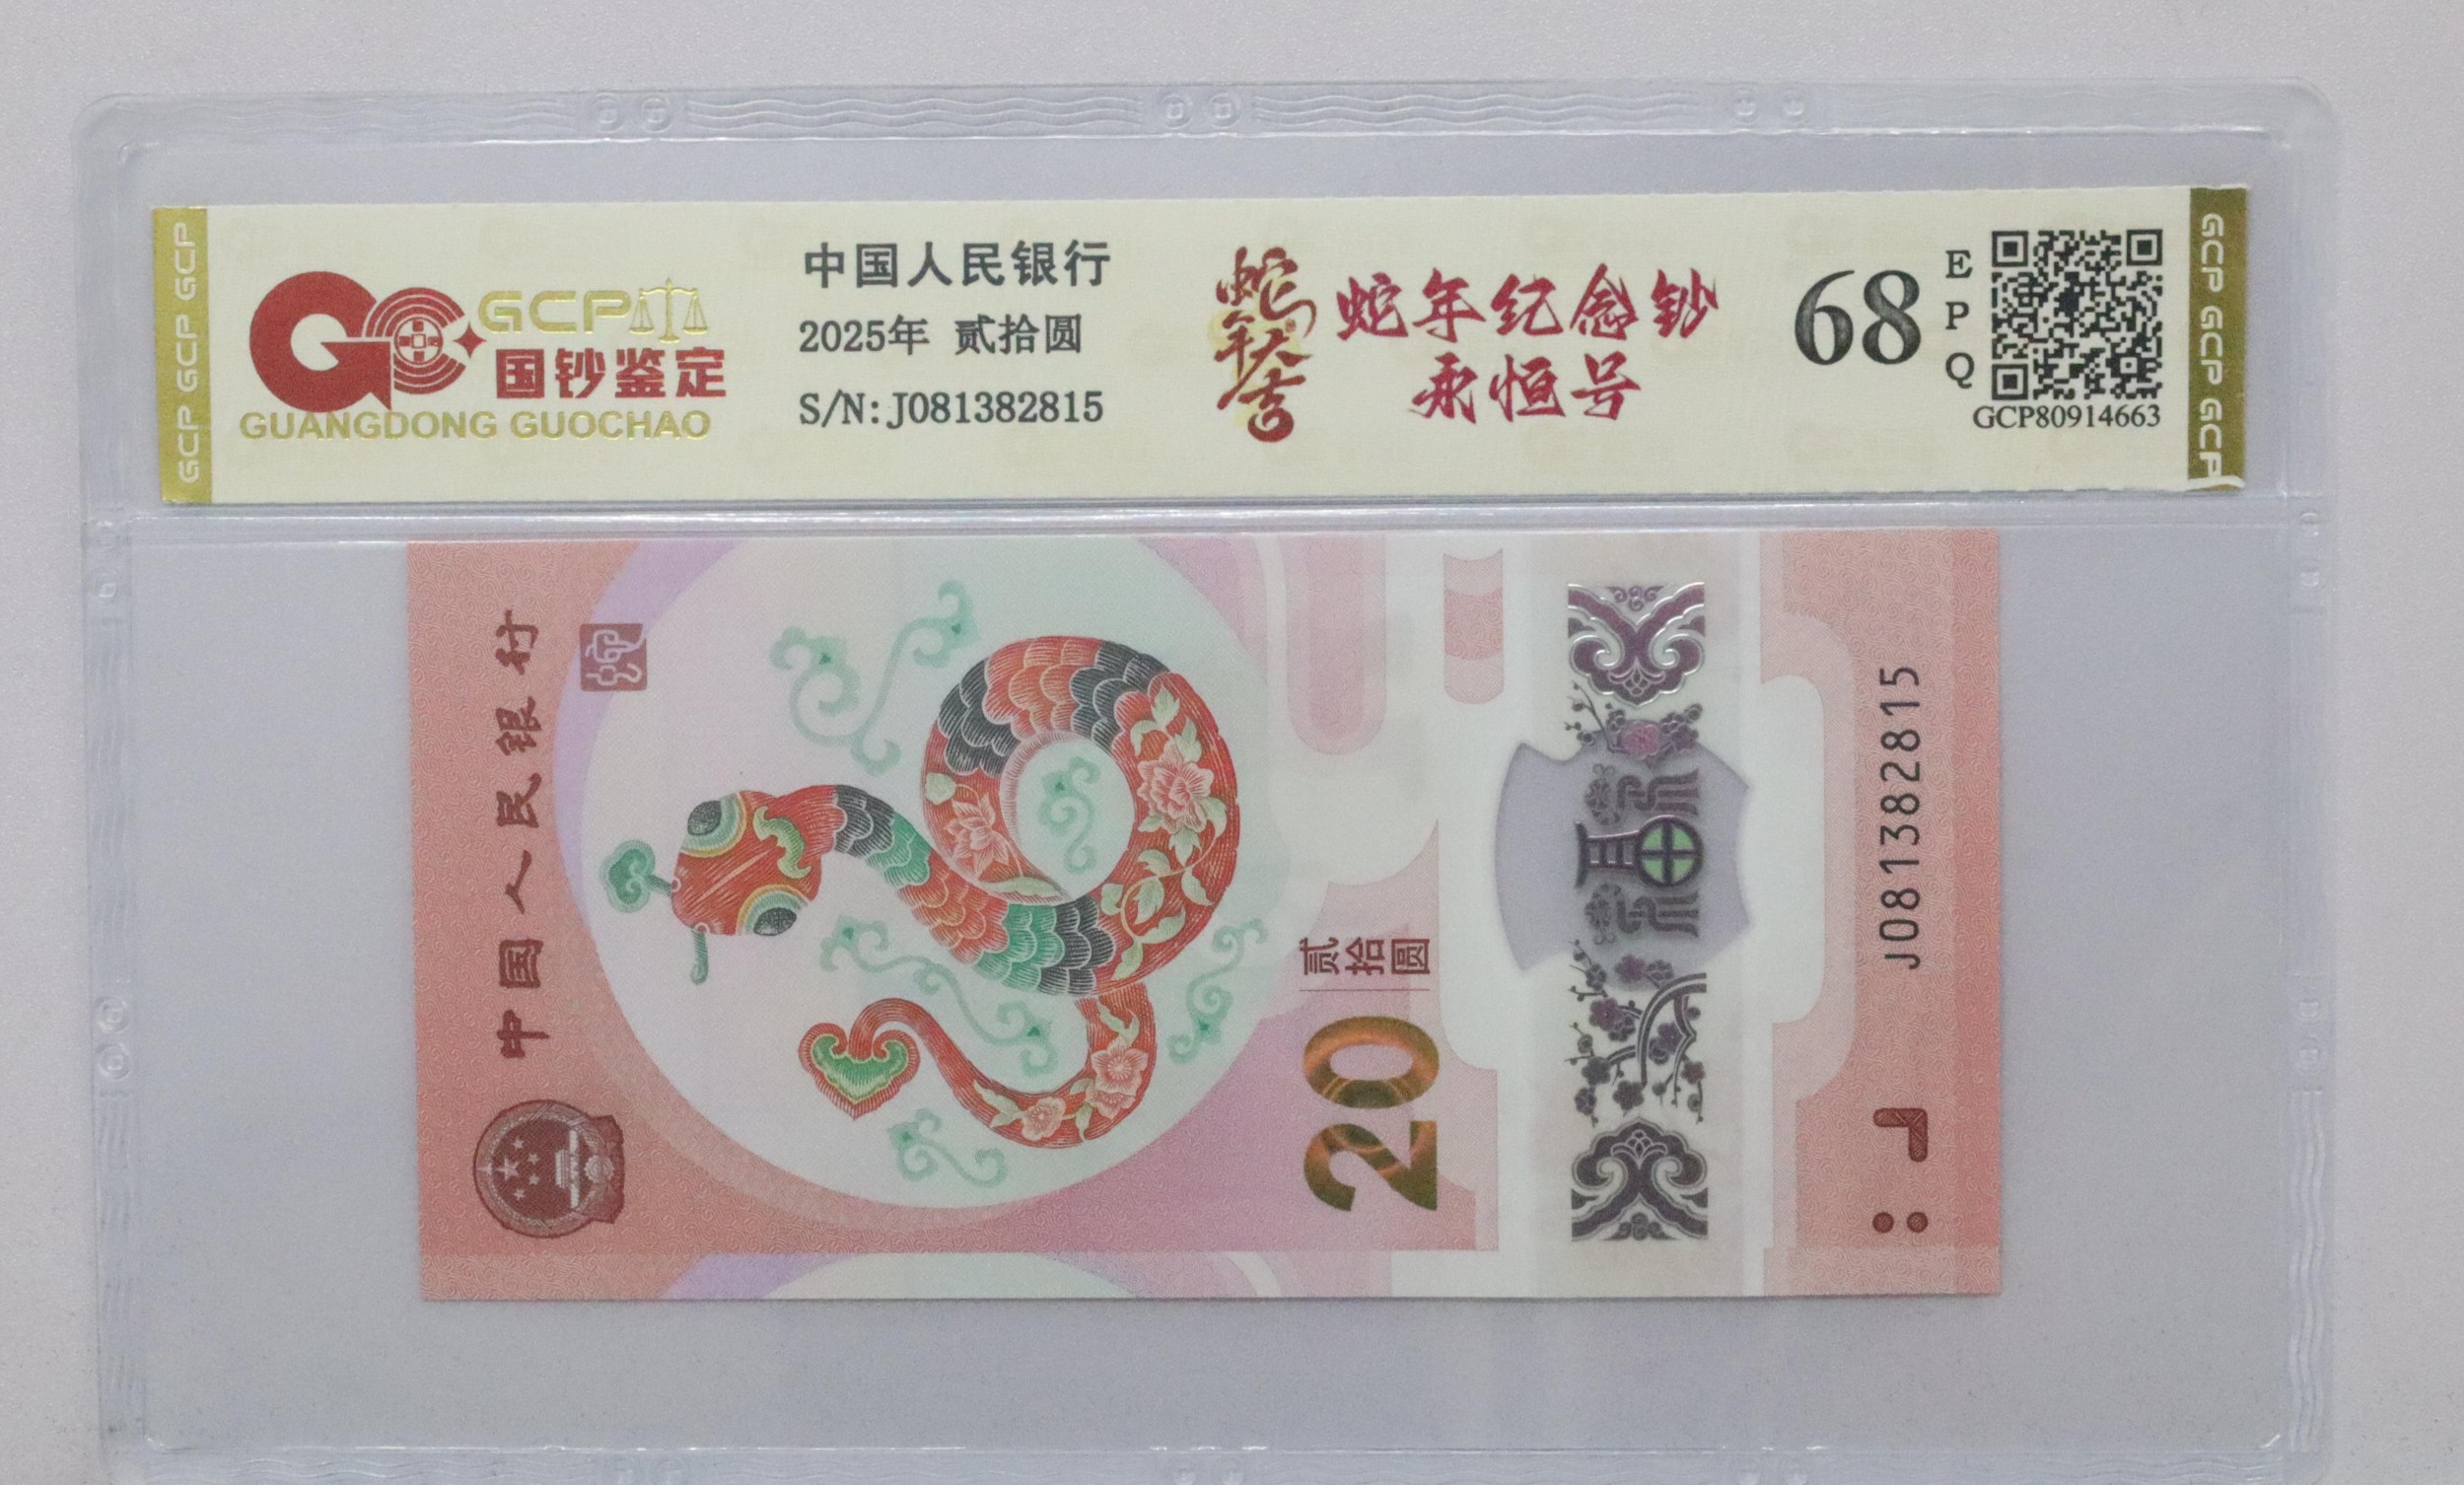 GCP GCP GCP
GCP
国钞鉴定
GUANGDONG GUOCHAO
中国人民银行
2025年 贰拾圆
S/N:J081382815
蛇年大吉
蛇年纪念钞
永恒号
68
EPQ
GCP80914663
GCP GCP GCP GCP
中国人民银行
贰拾圆
20
J081382815